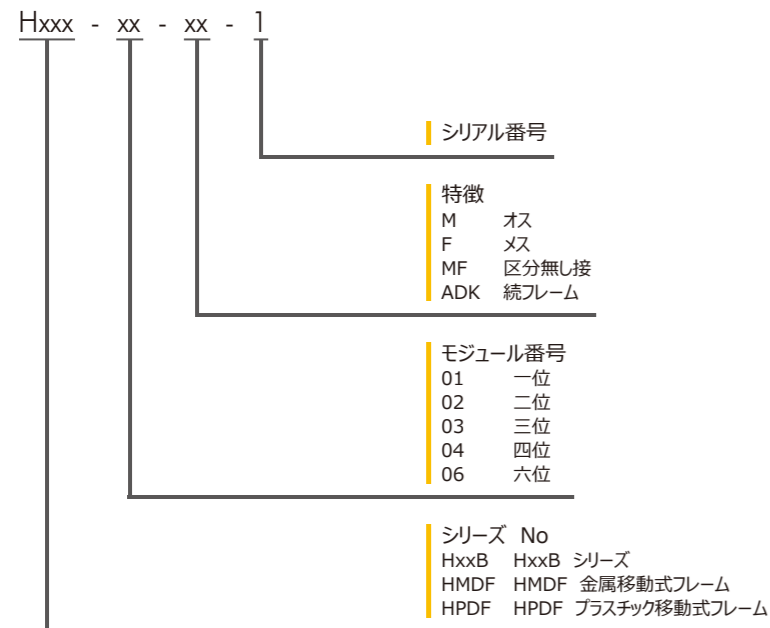 Hxxx - xx - xx - 1
シリアル番号
特徴
M オス
F メス
MF 区分無し接
ADK 続フレーム
モジュール番号
01 一位
02 二位
03 三位
04 四位
06 六位
シリーズ No
HxxB HxxB シリーズ
HMDF HMDF 金属移動式フレーム
HPDF HPDF プラスチック移動式フレーム